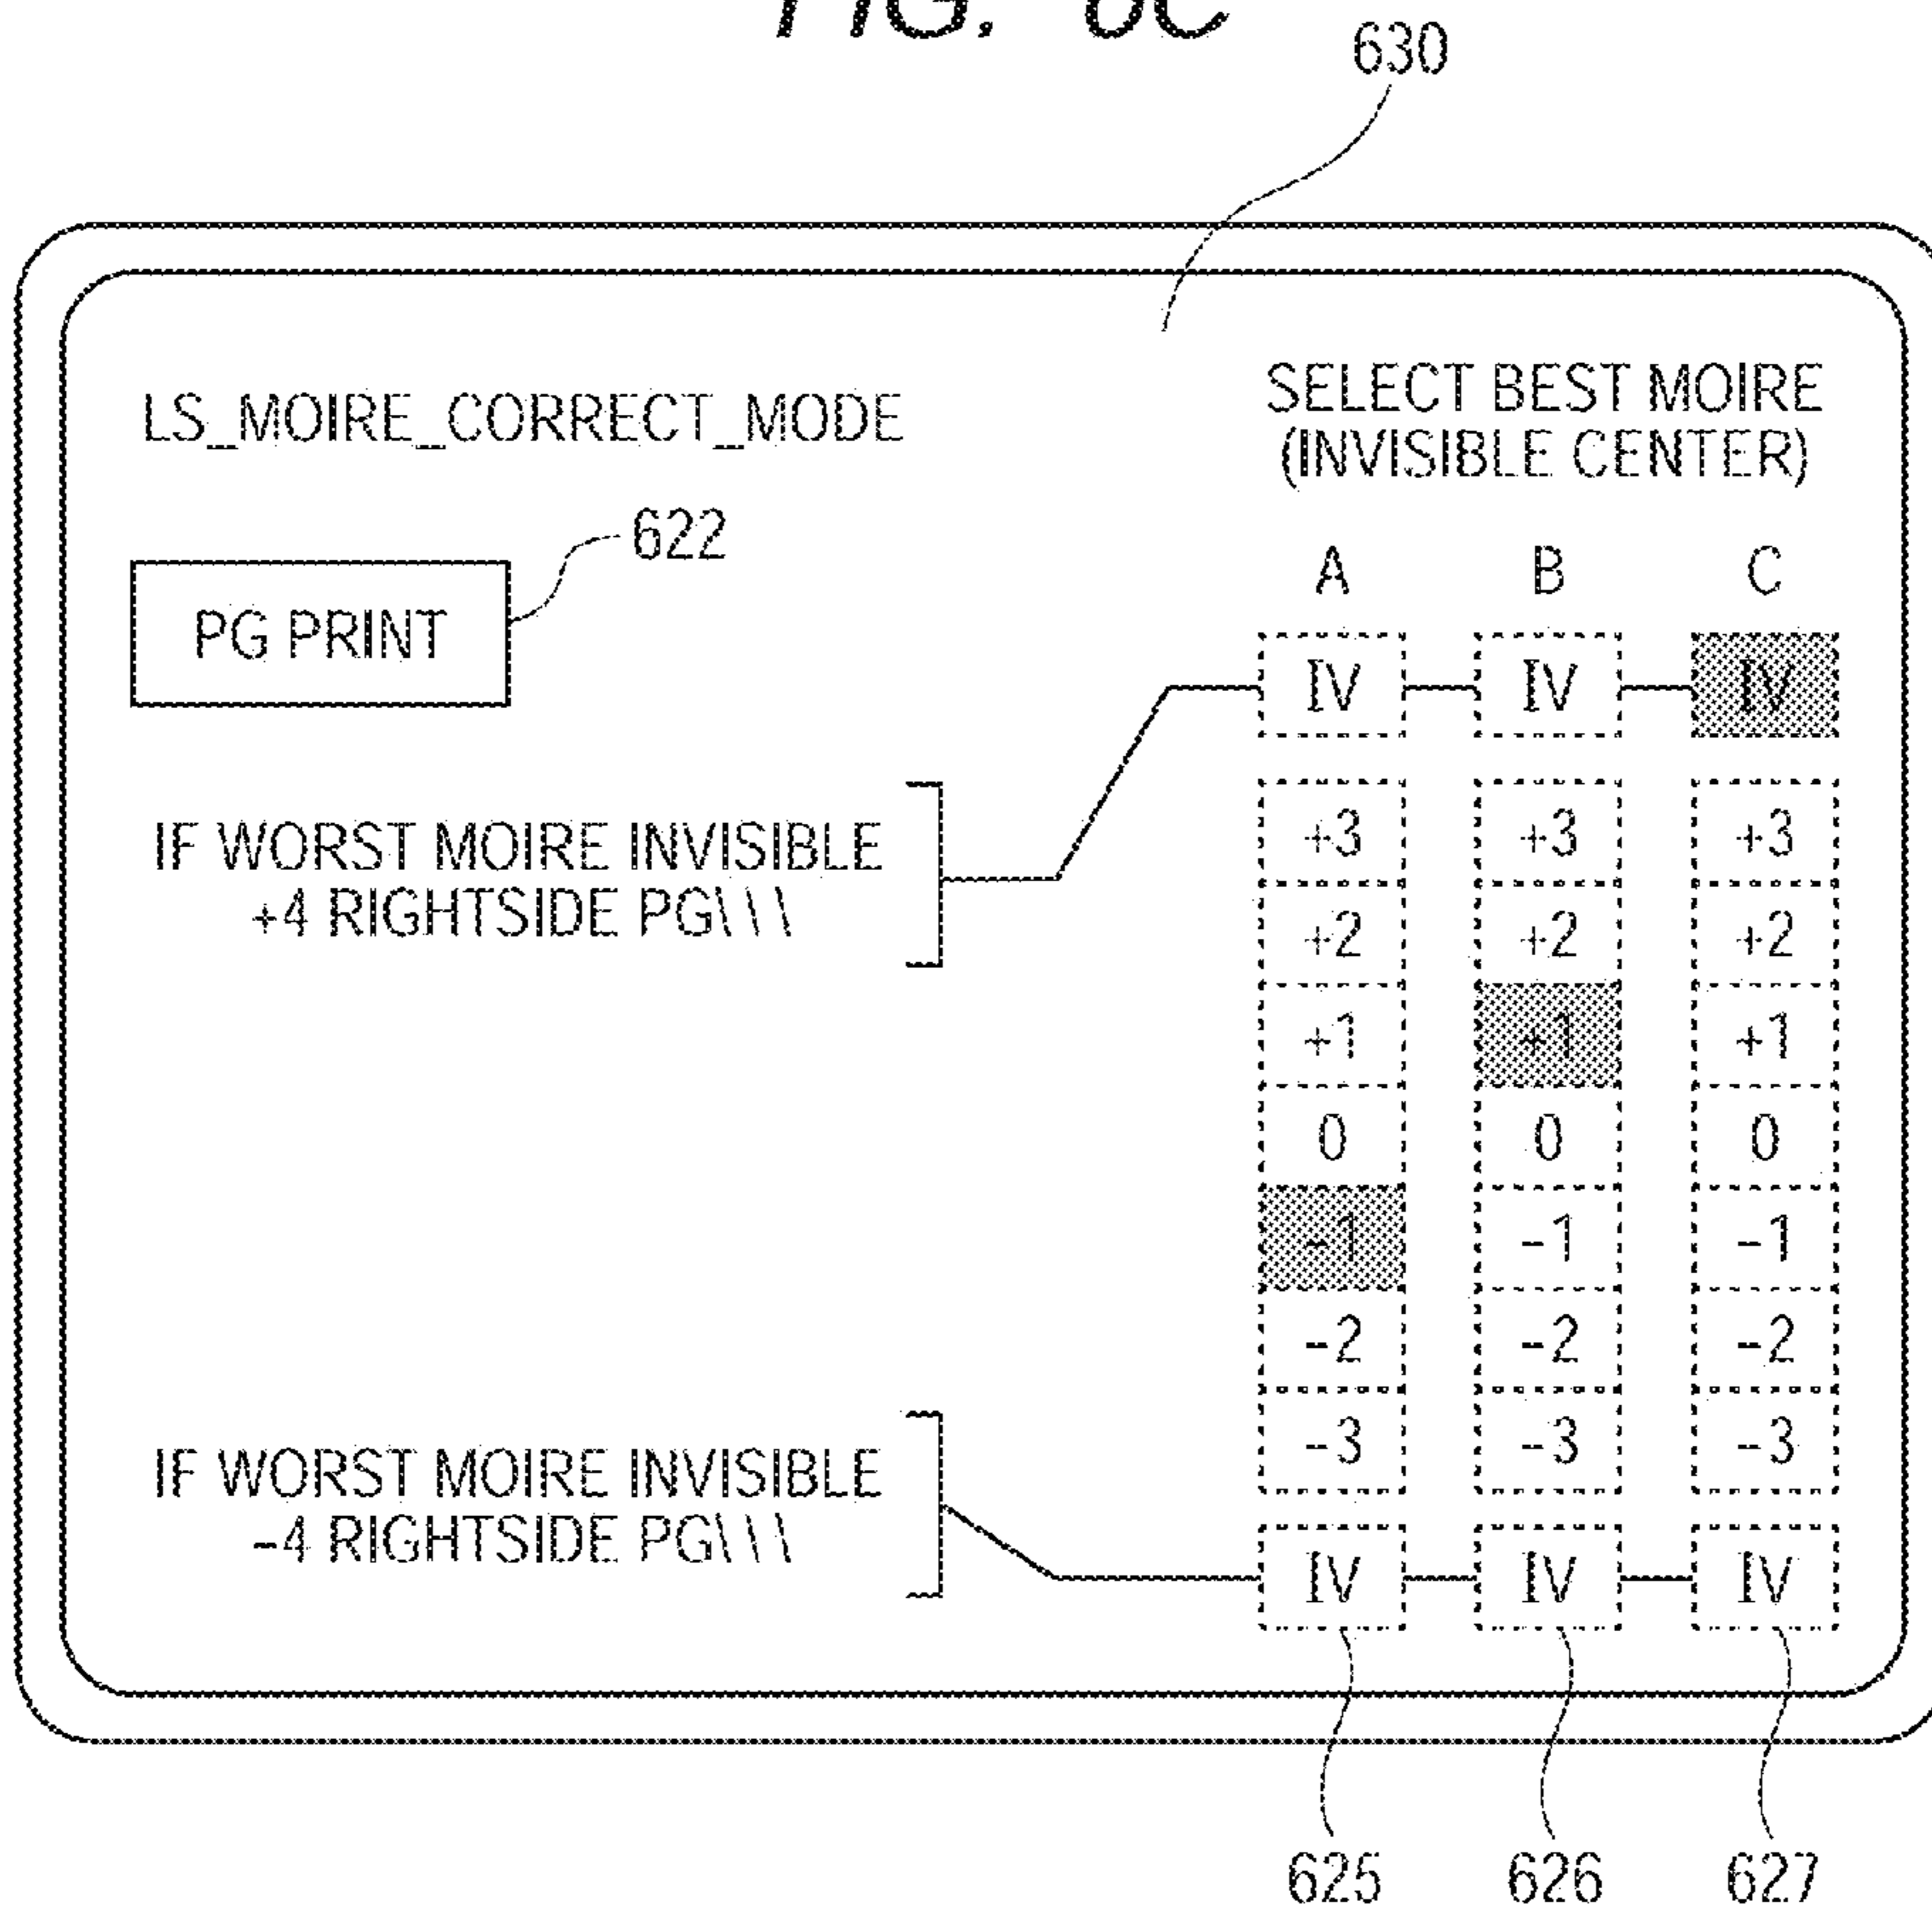 630
LS_MOIRE_CORRECT_MODE
SELECT BEST MOIRE
(INVISIBLE CENTER)
622
PG PRINT
A B C
IV IV IV
IF WORST MOIRE INVISIBLE
+4 RIGHTSIDE PG\\\
+3 +3 +3
+2 +2 +2
+1 +1 +1
0 0 0
-1 -1 -1
-2 -2 -2
-3 -3 -3
IF WORST MOIRE INVISIBLE
-4 RIGHTSIDE PG\\\
IV IV IV
625 626 627